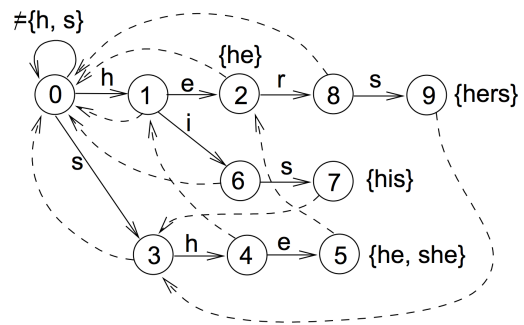 ≠{h, s}
{he}
0 h 1 e 2 r 8 s 9 {hers}
i
s 6 s 7 {his}
3 h 4 e 5 {he, she}